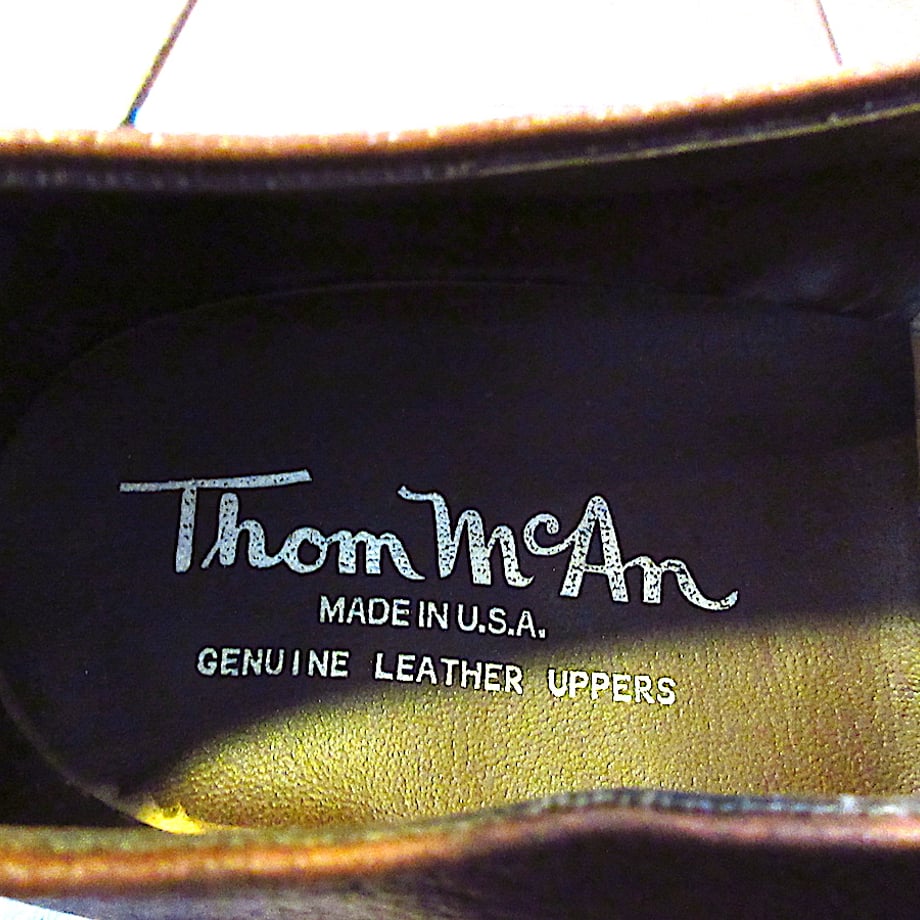 Thom McAn
MADE IN U.S.A.
GENUINE LEATHER UPPERS